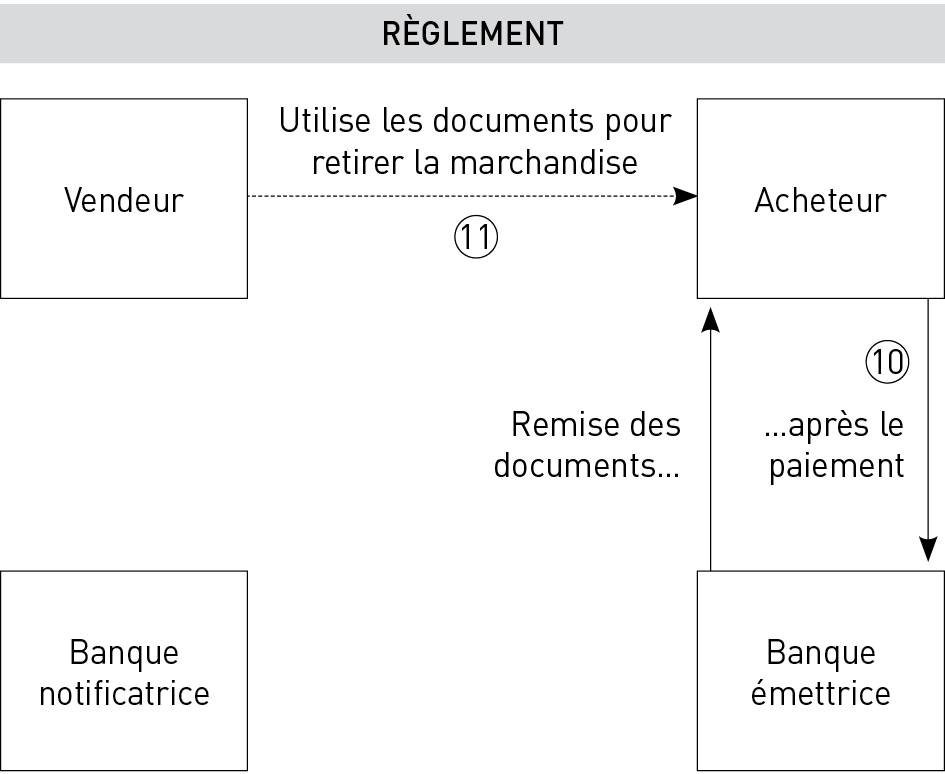 RÈGLEMENT
Utilise les documents pour
retirer la marchandise
Vendeur
Acheteur
11
10
Remise des
documents...
...après le
paiement
Banque
notificatrice
Banque
émettrice